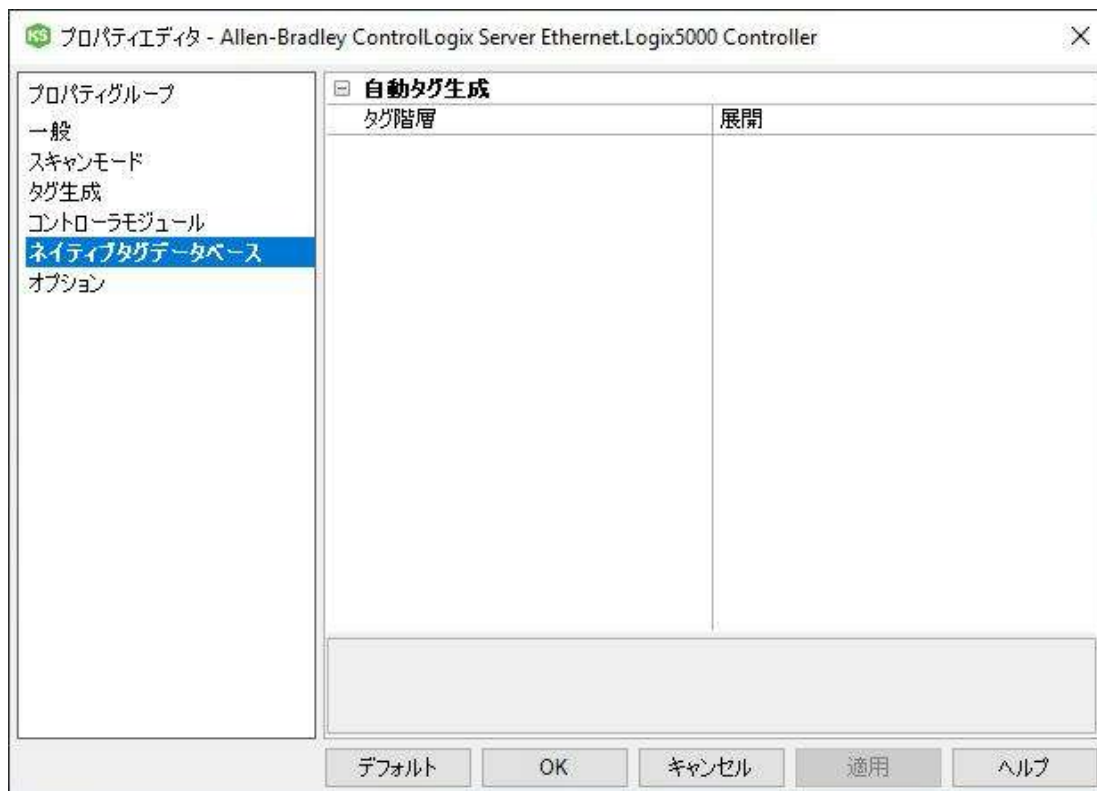 KS プロパティエディタ - Allen-Bradley ControlLogix Server Ethernet.Logix5000 Controller
プロパティグループ
一般
スキャンモード
タグ生成
コントローラモジュール
ネイティブタグデータベース
オプション
自動タグ生成
タグ階層 展開
デフォルト OK キャンセル 適用 ヘルプ